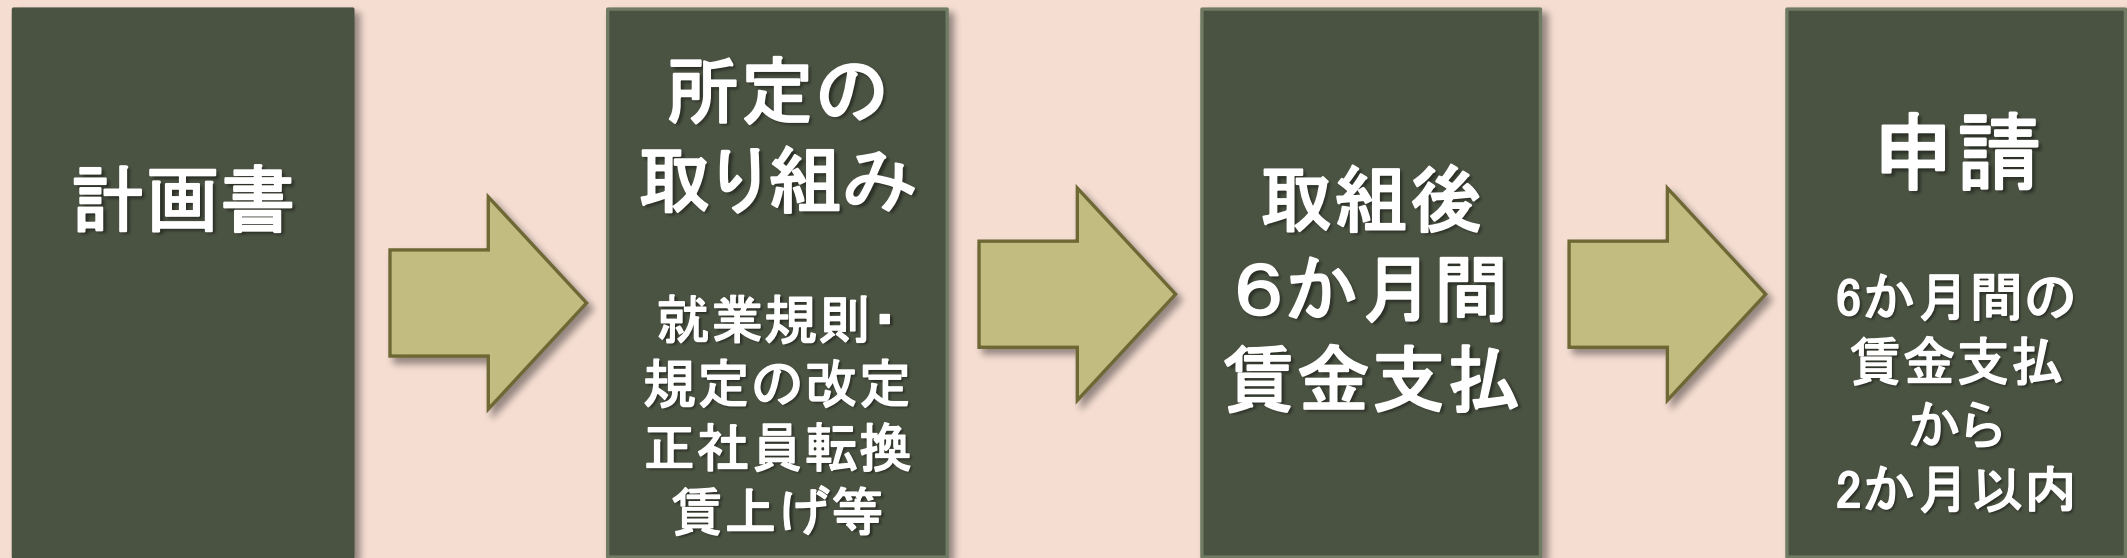 計画書
所定の
取り組み
就業規則・
規定の改定
正社員転換
賃上げ等
取組後
６か月間
賃金支払
申請
6か月間の
賃金支払
から
2か月以内